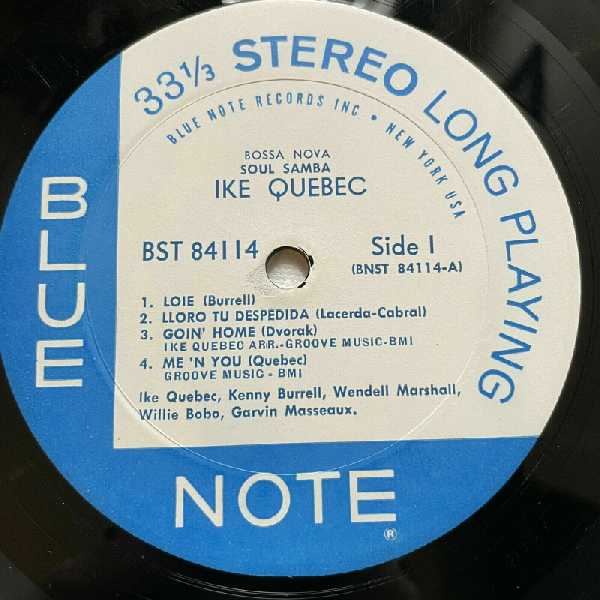 33⅓ STEREO LONG PLAYING
BLUE NOTE RECORDS INC • NEW YORK USA
BOSSA NOVA
SOUL SAMBA
IKE QUEBEC
BST 84114
Side 1
(BNST 84114-A)
1. LOIE (Burrell)
2. LLORO TU DESPEDIDA (Lacerda-Cabral)
3. GOIN' HOME (Dvorak)
IKE QUEBEC ARR.-GROOVE MUSIC-BMI
4. ME 'N YOU (Quebec)
GROOVE MUSIC - BMI
Ike Quebec, Kenny Burrell, Wendell Marshall,
Willie Bobo, Garvin Masseaux.
BLUE
NOTE®